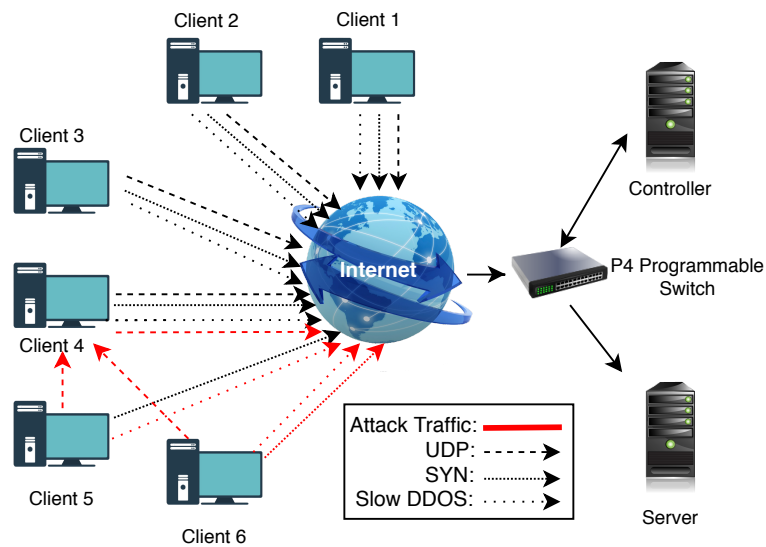 Client 2
Client 1
Client 3
Controller
Internet
P4 Programmable
Switch
Client 4
Attack Traffic:
UDP:
SYN:
Slow DDOS:
Client 5
Client 6
Server